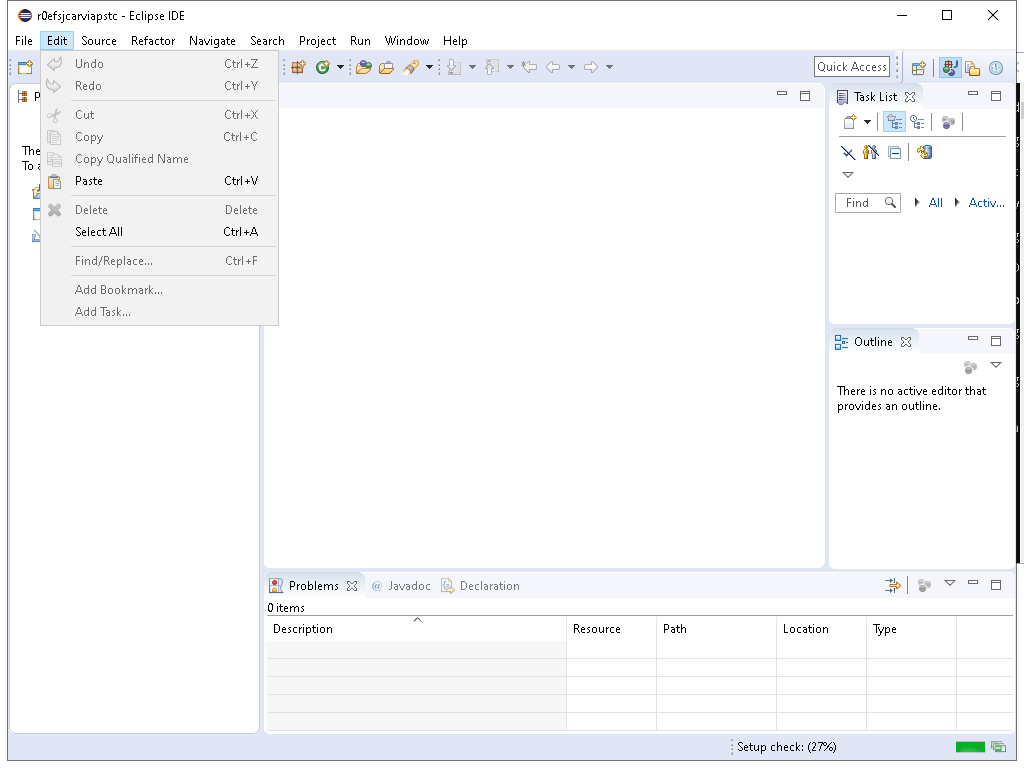 r0efsjcarviapstc - Eclipse IDE
File Edit Source Refactor Navigate Search Project Run Window Help
Undo Ctrl+Z
Redo Ctrl+Y
Cut Ctrl+X
Copy Ctrl+C
Copy Qualified Name
Paste Ctrl+V
Delete Delete
Select All Ctrl+A
Find/Replace... Ctrl+F
Add Bookmark...
Add Task...
P
The
To a
Quick Access
Task List
Find All Activ...
Outline
There is no active editor that
provides an outline.
Problems @ Javadoc Declaration
0 items
Description Resource Path Location Type
Setup check: (27%)